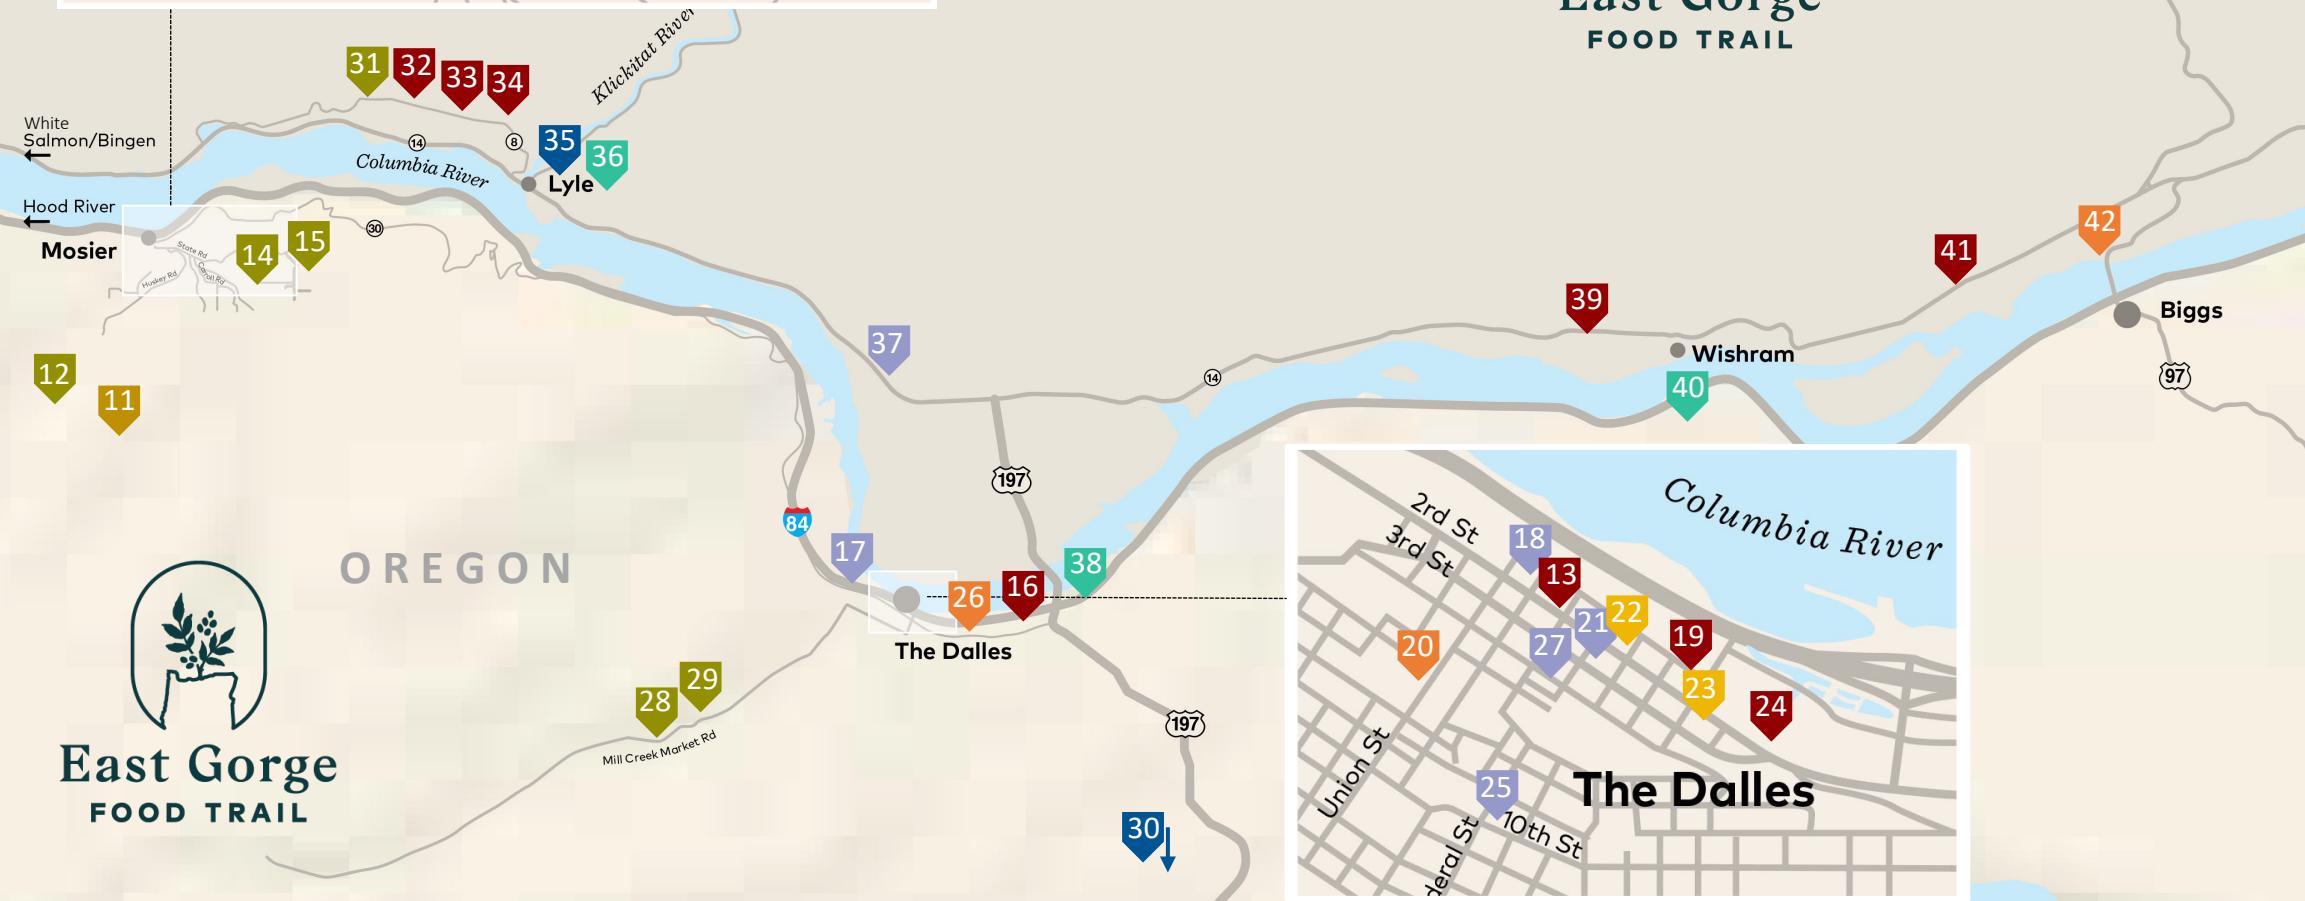 East Gorge
FOOD TRAIL
Klickitat River
31
32
33
34
White
Salmon/Bingen
14
8
35
36
Columbia River
Lyle
Hood River
Mosier
State Rd
Carroll Rd
Huskey Rd
14
15
30
42
41
39
Biggs
37
Wishram
14
40
97
12
11
197
84
17
38
26
16
OREGON
The Dalles
28
29
Mill Creek Market Rd
197
30
East Gorge
FOOD TRAIL
Columbia River
2rd St
3rd St
18
13
21
22
27
19
20
23
24
Union St
25
The Dalles
10th St
deral St